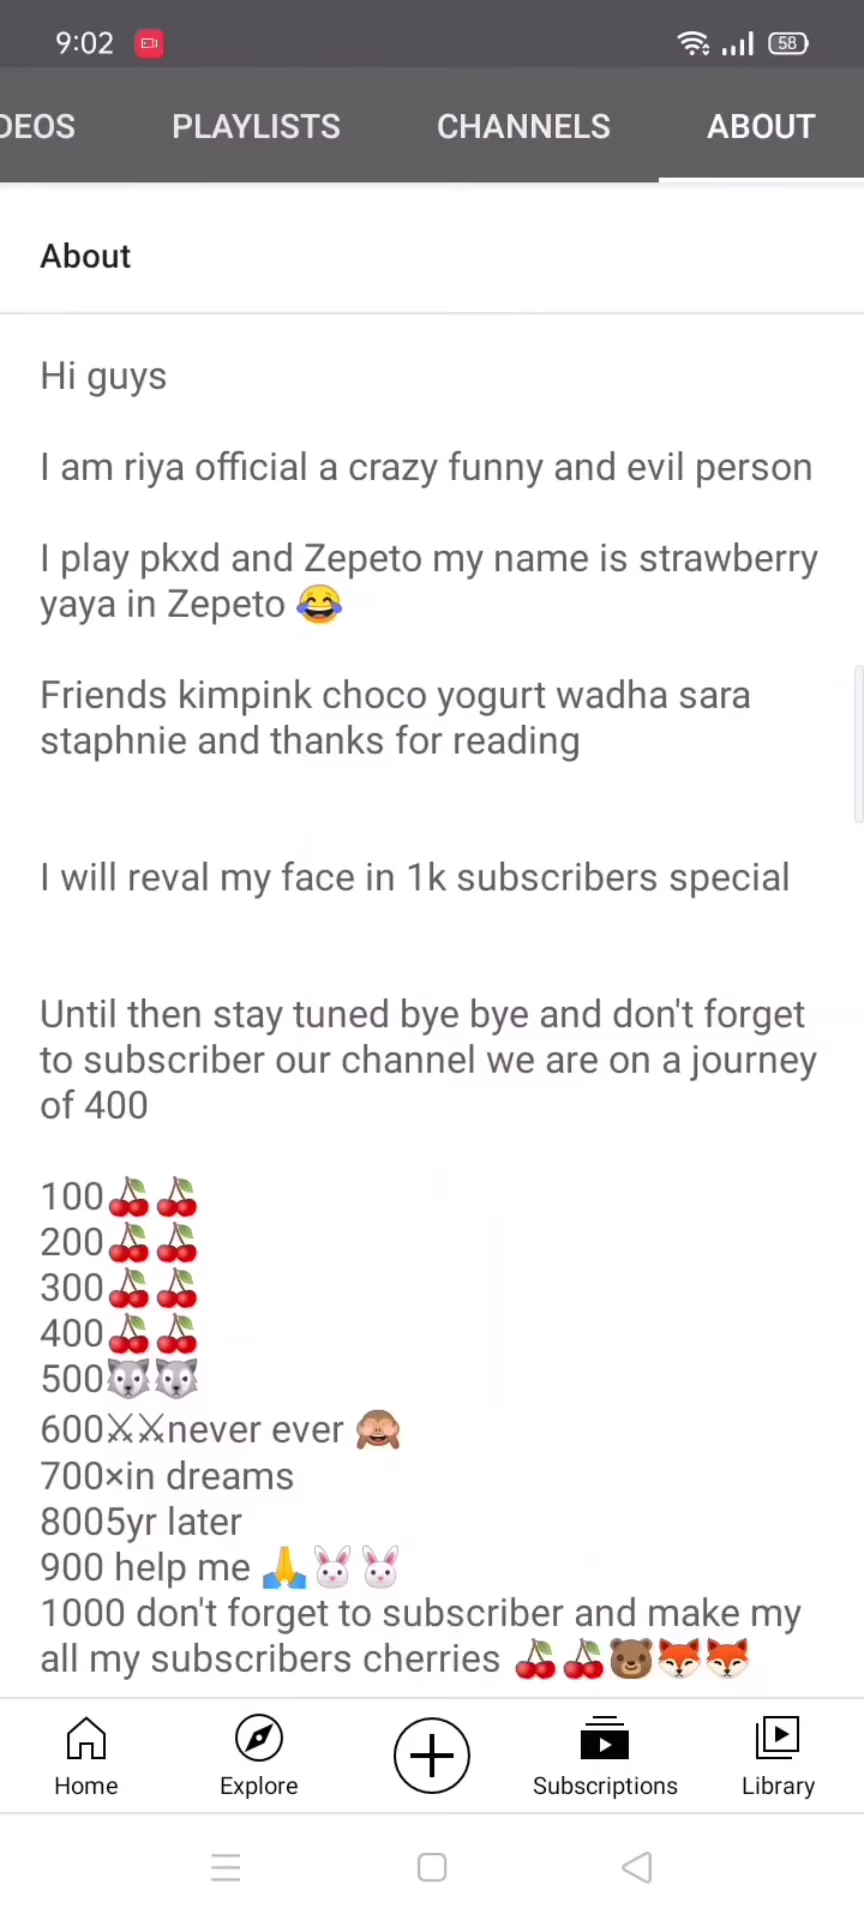 9:02
58
DEOS PLAYLISTS CHANNELS ABOUT
About
Hi guys
I am riya official a crazy funny and evil person
I play pkxd and Zepeto my name is strawberry
yaya in Zepeto 😂
Friends kimpink choco yogurt wadha sara
staphnie and thanks for reading
I will reval my face in 1k subscribers special
Until then stay tuned bye bye and don't forget
to subscriber our channel we are on a journey
of 400
100🍒🍒
200🍒🍒
300🍒🍒
400🍒🍒
500🐺🐺
600⚔⚔never ever 🙈
700×in dreams
8005yr later
900 help me 🙏🐰🐰
1000 don't forget to subscriber and make my
all my subscribers cherries 🍒🍒🐻🦊🦊
Home Explore Subscriptions Library